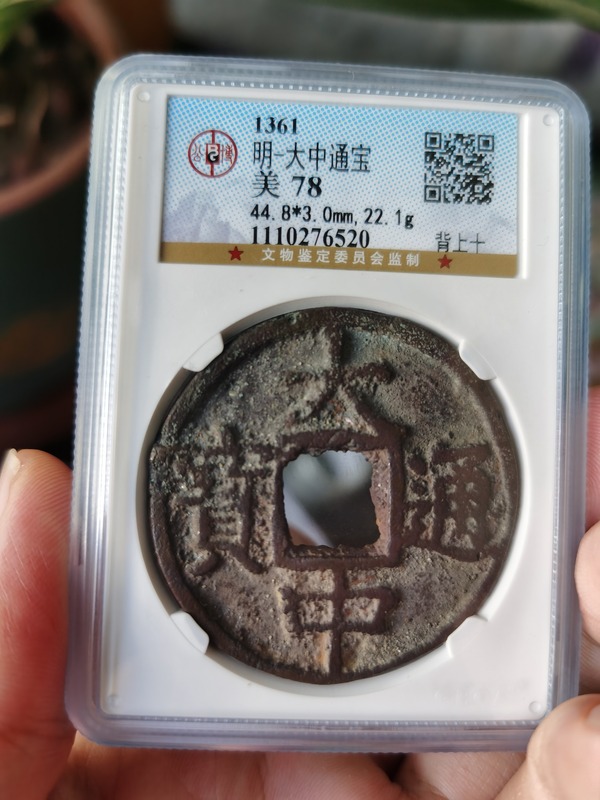 1361
明-大中通宝
美 78
44.8*3.0mm, 22.1g
1110276520
背上十
★ 文物鉴定委员会监制 ★
大
寳 通
中